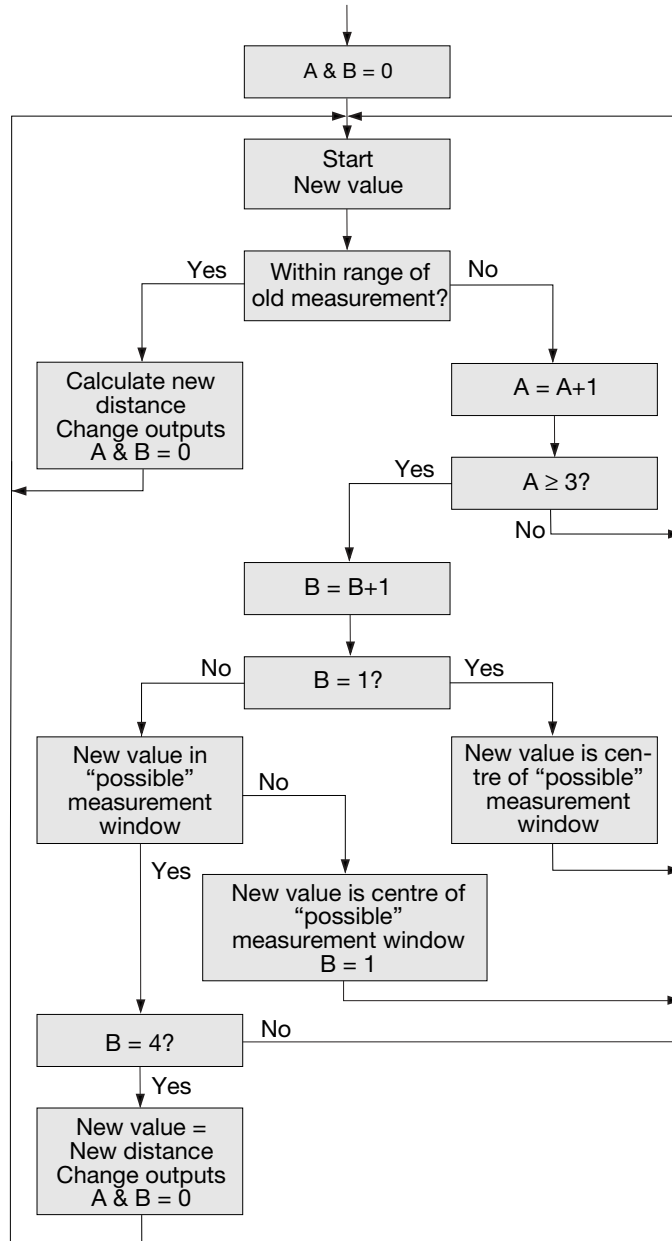 A & B = 0
Start
New value
Within range of
old measurement?
Yes
No
Calculate new
distance
Change outputs
A & B = 0
A = A+1
A ≥ 3?
Yes
No
B = B+1
B = 1?
No
Yes
New value in
“possible”
measurement
window
No
Yes
New value is cen-
tre of “possible”
measurement
window
New value is centre of
“possible”
measurement window
B = 1
B = 4?
No
Yes
New value =
New distance
Change outputs
A & B = 0